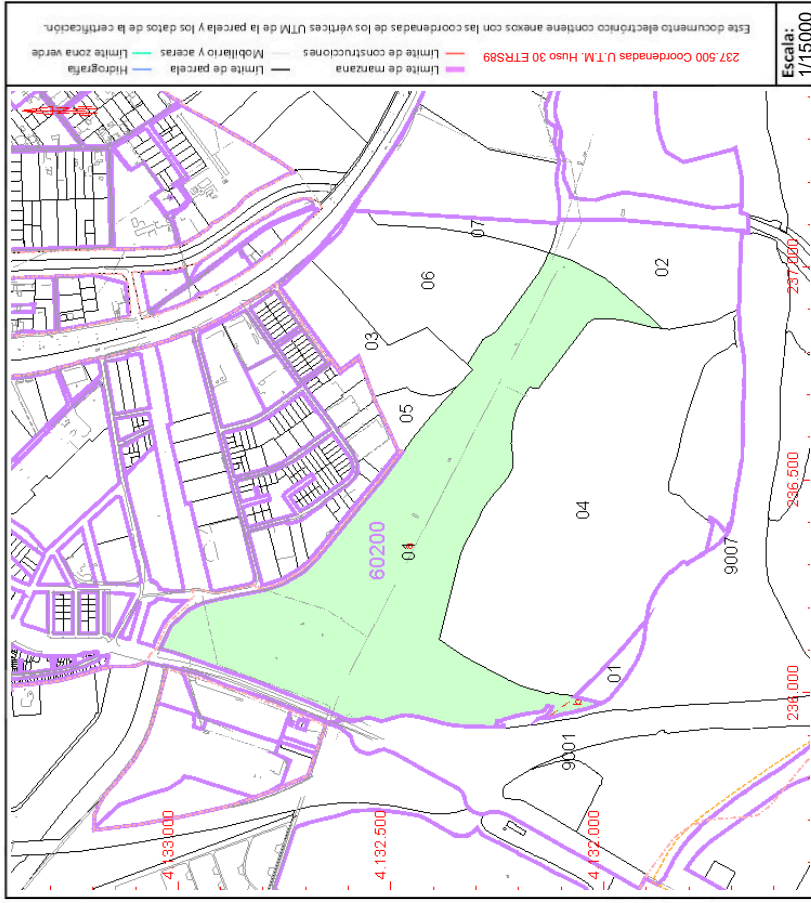 Este documento electrónico contiene anexos con las coordenadas de los vértices UTM de la parcela y los datos de la certificación.
237.500 Coordenadas U.T.M. Huso 30 ETRS89
Límite de manzana
Límite de parcela
Hidrografía
Límite de construcciones
Mobiliario y aceras
Límite zona verde
Escala:
1/15000
07
06
02
237.000
03
05
236.500
04
60200
04
9007
01
b
236.000
9001
4.133.000
4.132.500
4.132.000